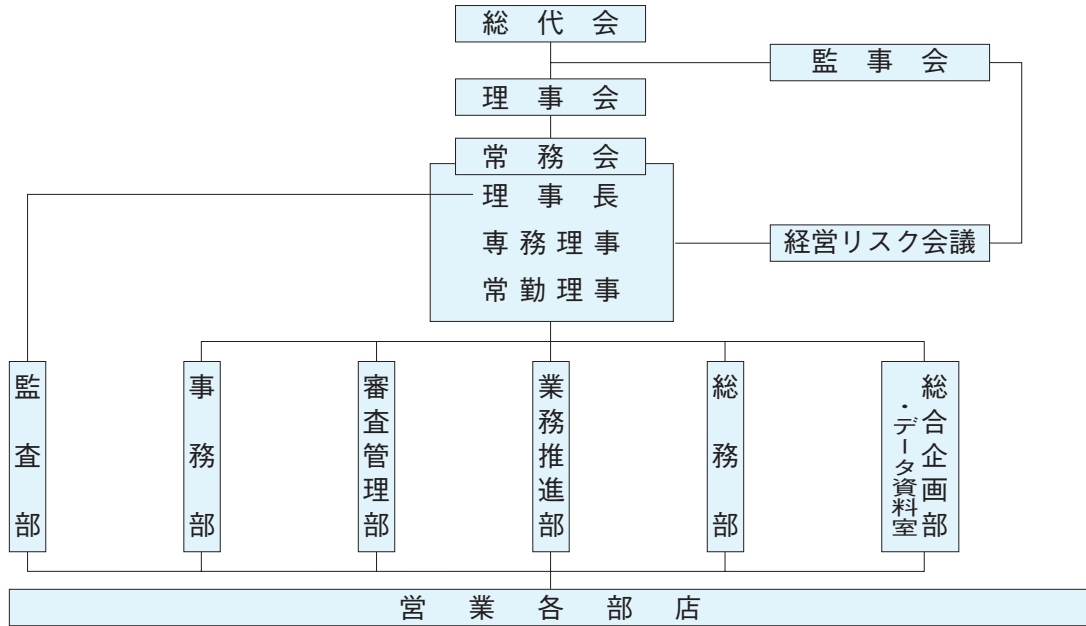 総代会
監事会
理事会
常務会
理事長
専務理事
常勤理事
経営リスク会議
監査部
事務部
審査管理部
業務推進部
総務部
総合企画部
・データ資料室
営業各部店